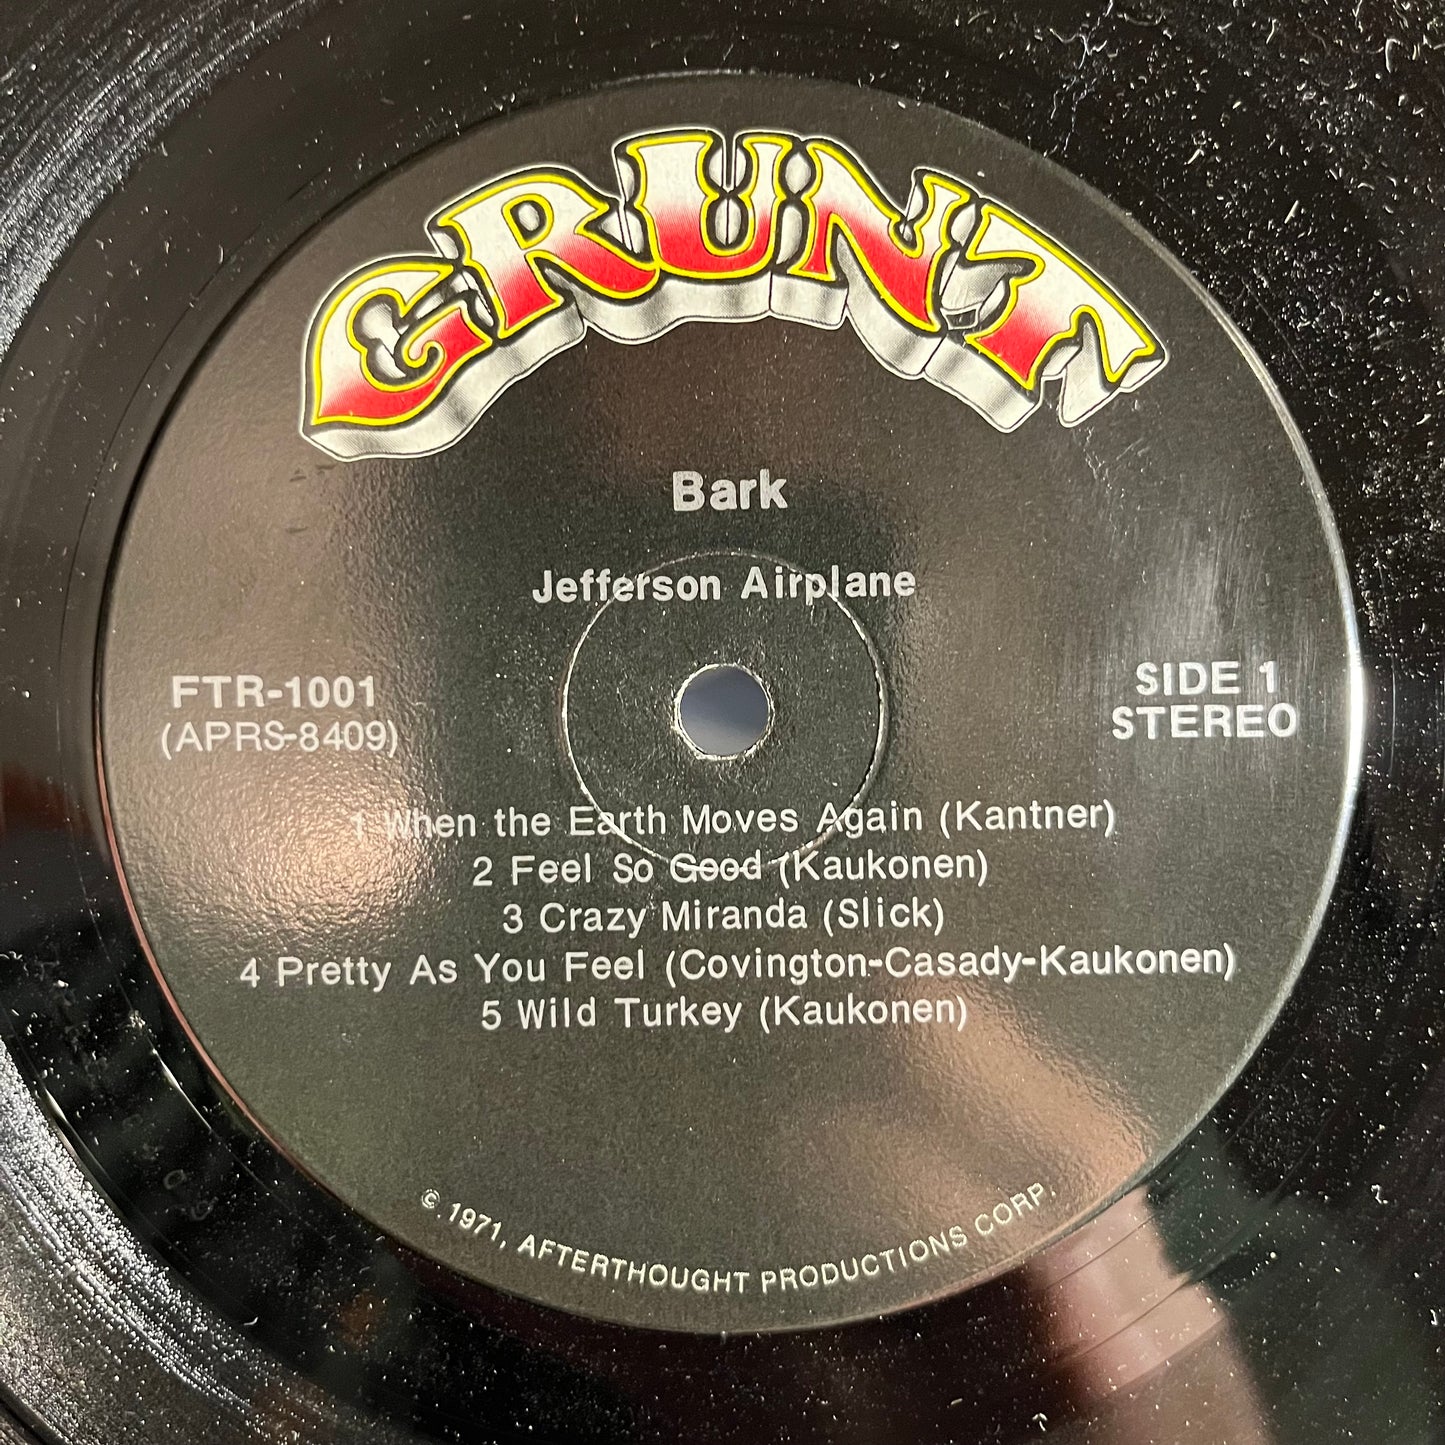 GRUNT
Bark
Jefferson Airplane
FTR-1001
(APRS-8409)
SIDE 1
STEREO
1 When the Earth Moves Again (Kantner)
2 Feel So Good (Kaukonen)
3 Crazy Miranda (Slick)
4 Pretty As You Feel (Covington-Casady-Kaukonen)
5 Wild Turkey (Kaukonen)
©. 1971, AFTERTHOUGHT PRODUCTIONS CORP.